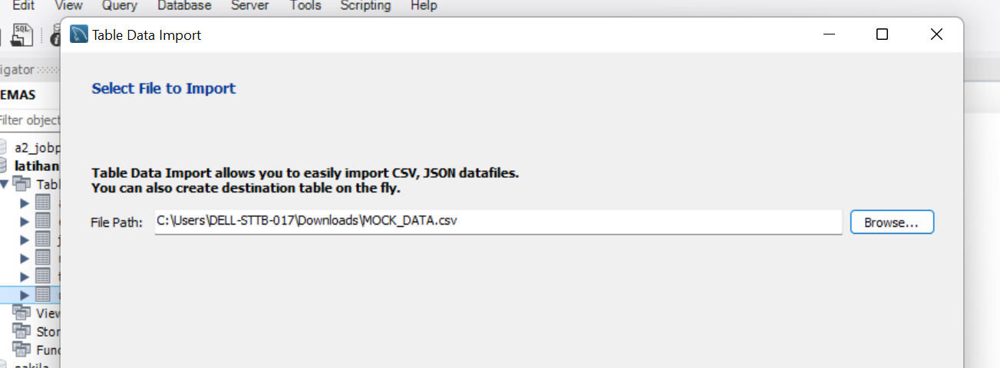 Edit View Query Database Server Tools Scripting Help
SQL
Table Data Import
igator
Select File to Import
EMAS
Filter object
a2_jobp
latihan
Table Data Import allows you to easily import CSV, JSON datafiles.
Tabl
You can also create destination table on the fly.
File Path: C:\Users\DELL-STTB-017\Downloads\MOCK_DATA.csv Browse...
View
Stor
Func
sakila